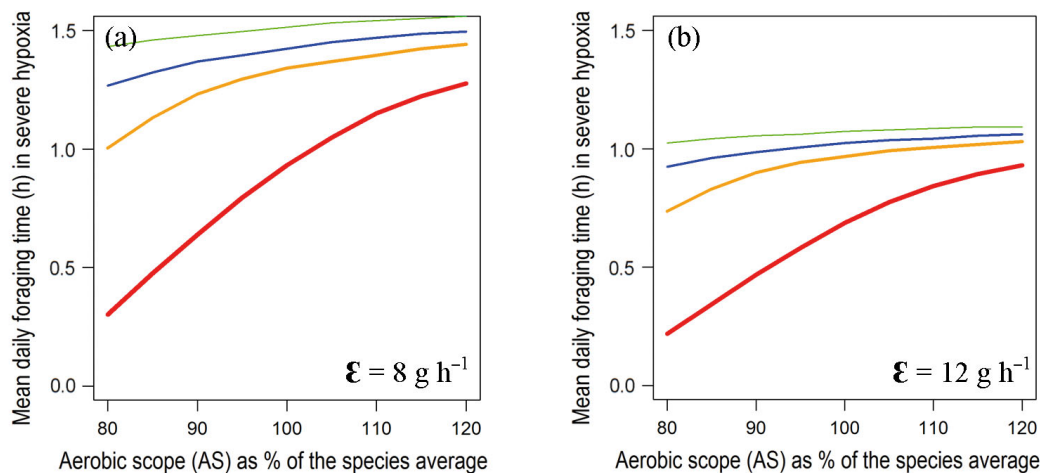 (a)
Mean daily foraging time (h) in severe hypoxia
1.5
1.0
0.5
0.0
ε = 8 g h⁻¹
80 90 100 110 120
Aerobic scope (AS) as % of the species average
(b)
Mean daily foraging time (h) in severe hypoxia
1.5
1.0
0.5
0.0
ε = 12 g h⁻¹
80 90 100 110 120
Aerobic scope (AS) as % of the species average